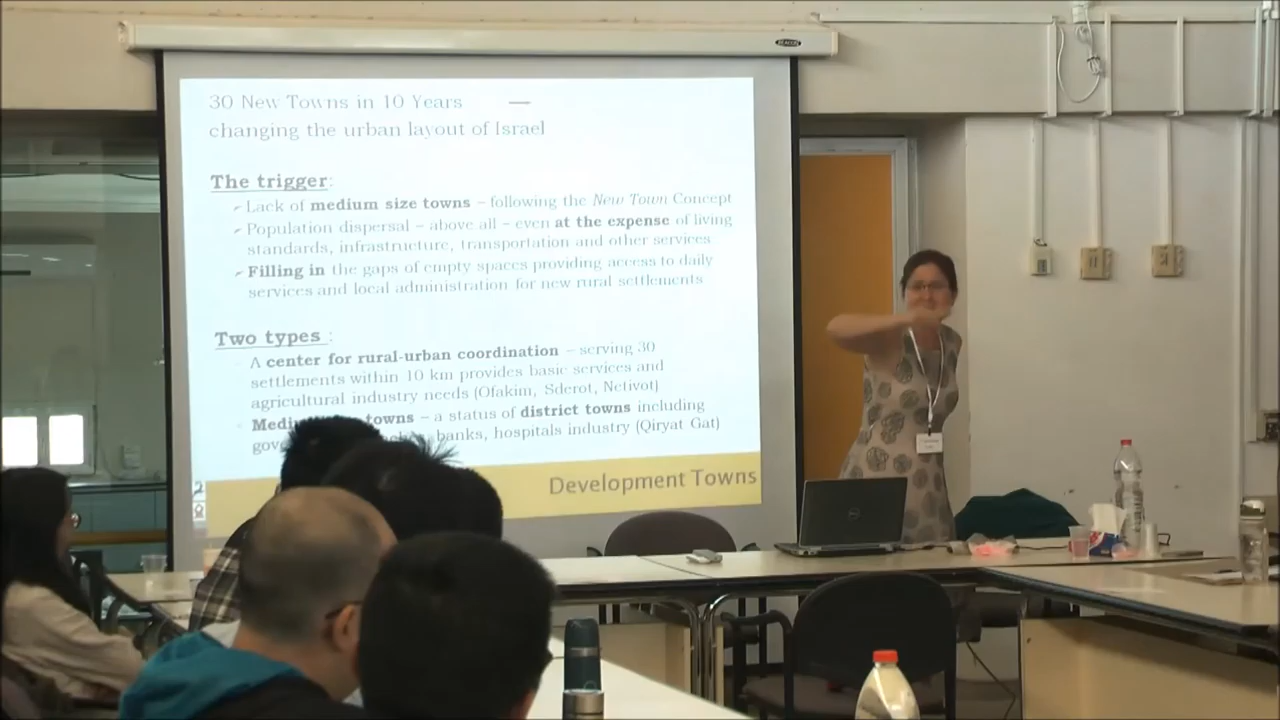 30 New Towns in 10 Years —
changing the urban layout of Israel
The trigger:
Lack of medium size towns – following the New Town Concept
Population dispersal – above all – even at the expense of living
standards, infrastructure, transportation and other services
Filling in the gaps of empty spaces providing access to daily
services and local administration for new rural settlements
Two types :
A center for rural-urban coordination – serving 30
settlements within 10 km provides basic services and
agricultural industry needs (Ofakim, Sderot, Netivot)
towns – a status of district towns including
banks, hospitals industry (Qiryat Gat)
Development Towns